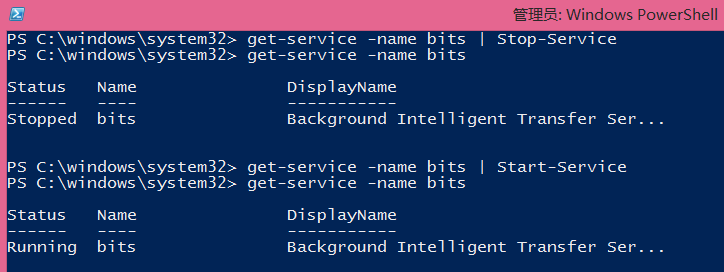 管理员: Windows PowerShell
PS C:\windows\system32> get-service -name bits | Stop-Service
PS C:\windows\system32> get-service -name bits
Status   Name               DisplayName
------   ----               -----------
Stopped  bits               Background Intelligent Transfer Ser...
PS C:\windows\system32> get-service -name bits | Start-Service
PS C:\windows\system32> get-service -name bits
Status   Name               DisplayName
------   ----               -----------
Running  bits               Background Intelligent Transfer Ser...